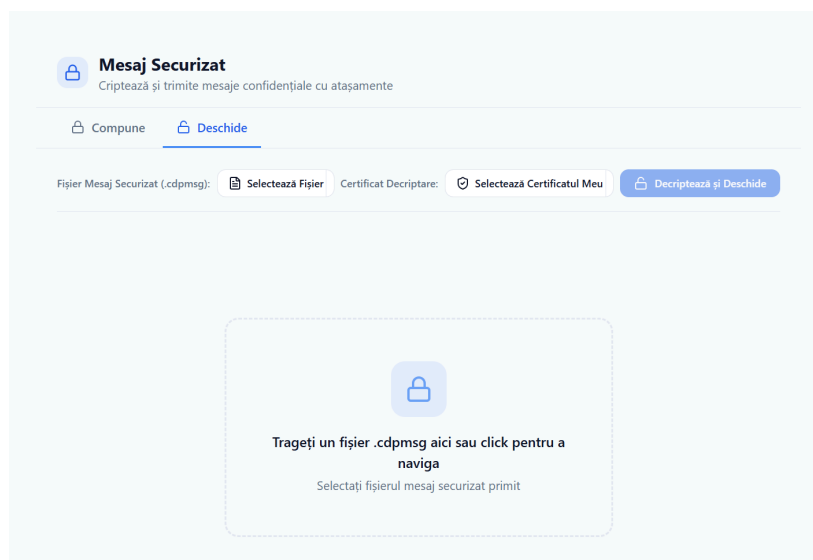 Mesaj Securizat
Criptează și trimite mesaje confidențiale cu atașamente
Compune
Deschide
Fișier Mesaj Securizat (.cdpmsg):
Selectează Fișier
Certificat Decriptare:
Selectează Certificatul Meu
Decriptează și Deschide
Trageți un fișier .cdpmsg aici sau click pentru a
naviga
Selectați fișierul mesaj securizat primit